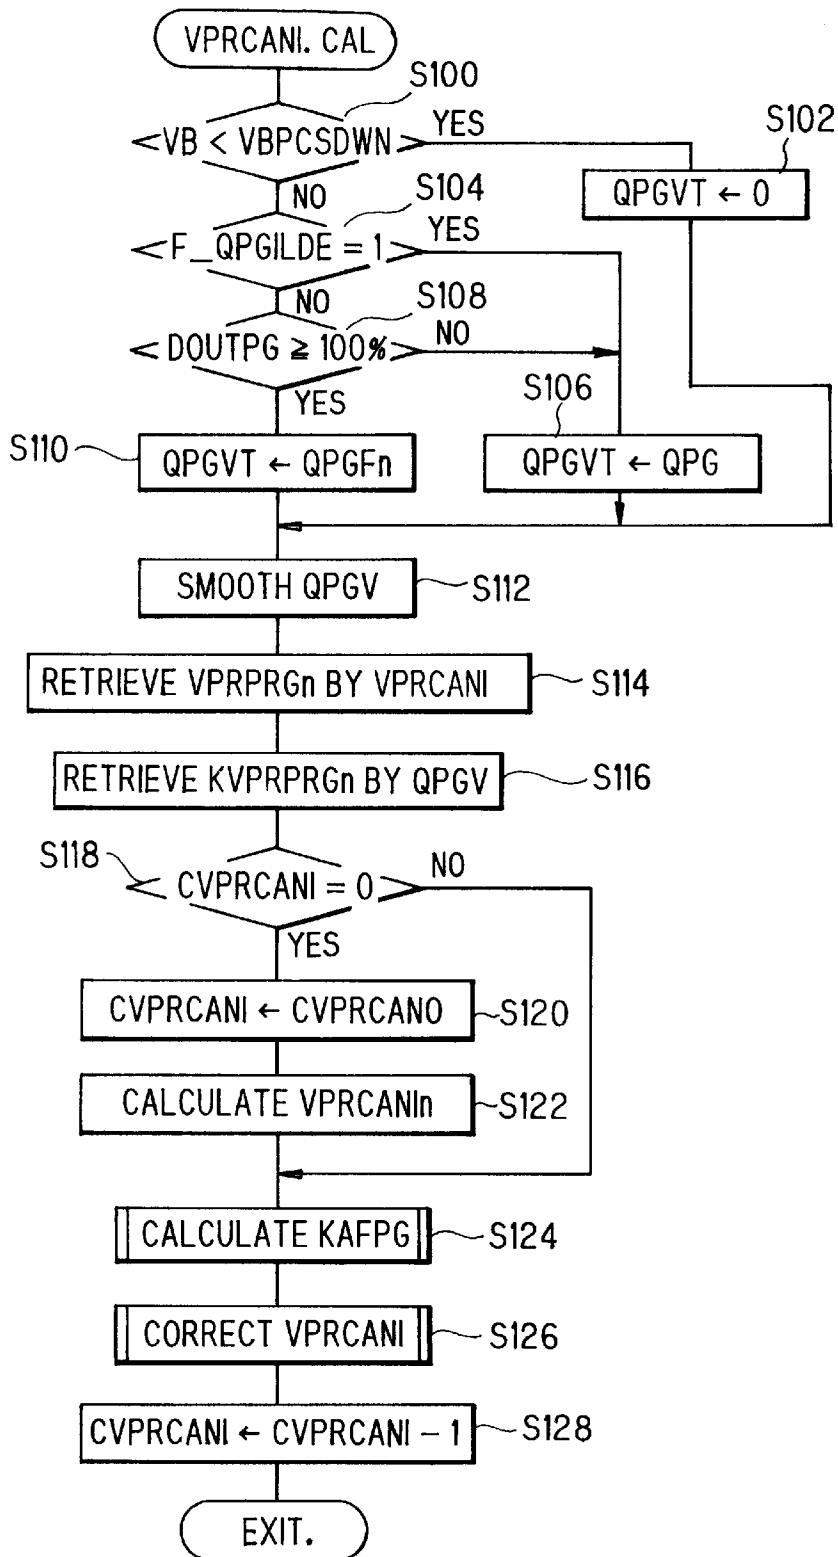 VPRCANI. CAL
S100
VB < VBPCSDWN
YES
S102
QPGVT ← 0
NO
S104
F_QPGILDE = 1
YES
NO
S108
DOUTPG ≧ 100%
NO
YES
S106
S110
QPGVT ← QPGFn
QPGVT ← QPG
SMOOTH QPGV
S112
RETRIEVE VPRPRGn BY VPRCANI
S114
RETRIEVE KVPRPRGn BY QPGV
S116
S118
CVPRCANI = 0
NO
YES
CVPRCANI ← CVPRCANO
S120
CALCULATE VPRCANIn
S122
CALCULATE KAFPG
S124
CORRECT VPRCANI
S126
CVPRCANI ← CVPRCANI − 1
S128
EXIT.